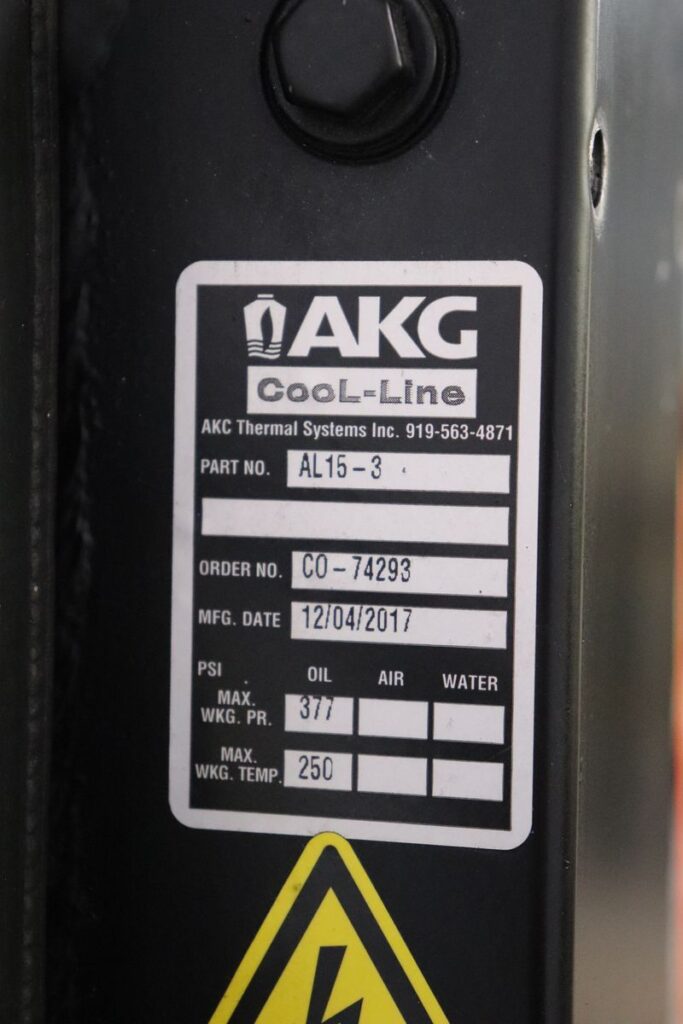 AKG
CooL-Line
AKC Thermal Systems Inc. 919-563-4871
PART NO. AL15-3
ORDER NO. CO-74293
MFG. DATE 12/04/2017
PSI OIL AIR WATER
MAX.
WKG. PR. 377
MAX.
WKG. TEMP. 250